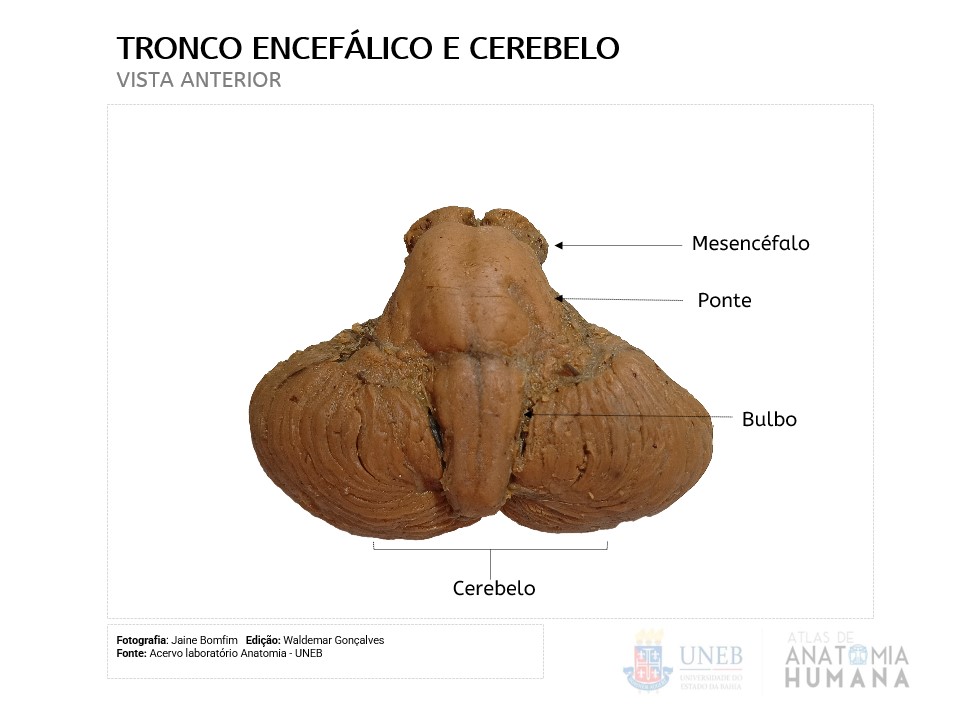 TRONCO ENCEFÁLICO E CEREBELO
VISTA ANTERIOR
Mesencéfalo
Ponte
Bulbo
Cerebelo
Fotografia: Jaine Bomfim Edição: Waldemar Gonçalves
Fonte: Acervo laboratório Anatomia - UNEB
UNEB
UNIVERSIDADE DO
ESTADO DA BAHIA
ATLAS DE
ANATOMIA
HUMANA